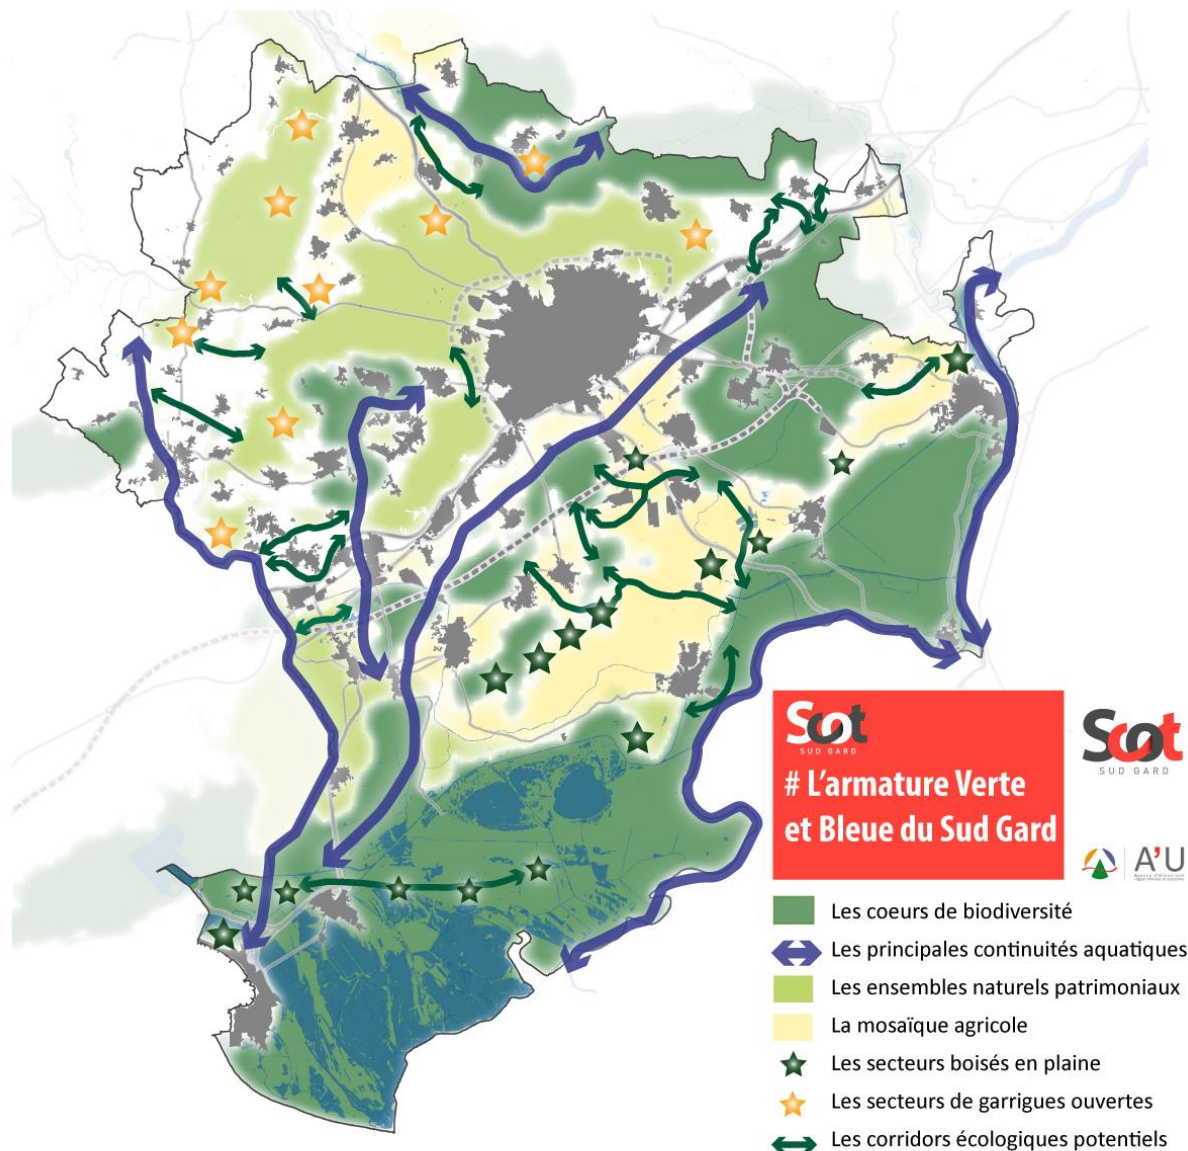 Scot
SUD GARD
# L'armature Verte
et Bleue du Sud Gard
Scot
SUD GARD
A'U
Les coeurs de biodiversité
Les principales continuités aquatiques
Les ensembles naturels patrimoniaux
La mosaïque agricole
Les secteurs boisés en plaine
Les secteurs de garrigues ouvertes
Les corridors écologiques potentiels